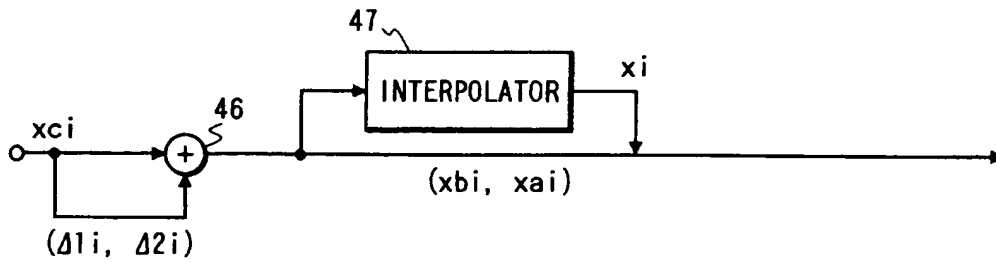 47
xi
INTERPOLATOR
46
xci
+
(xbi, xai)
(Δ1i, Δ2i)